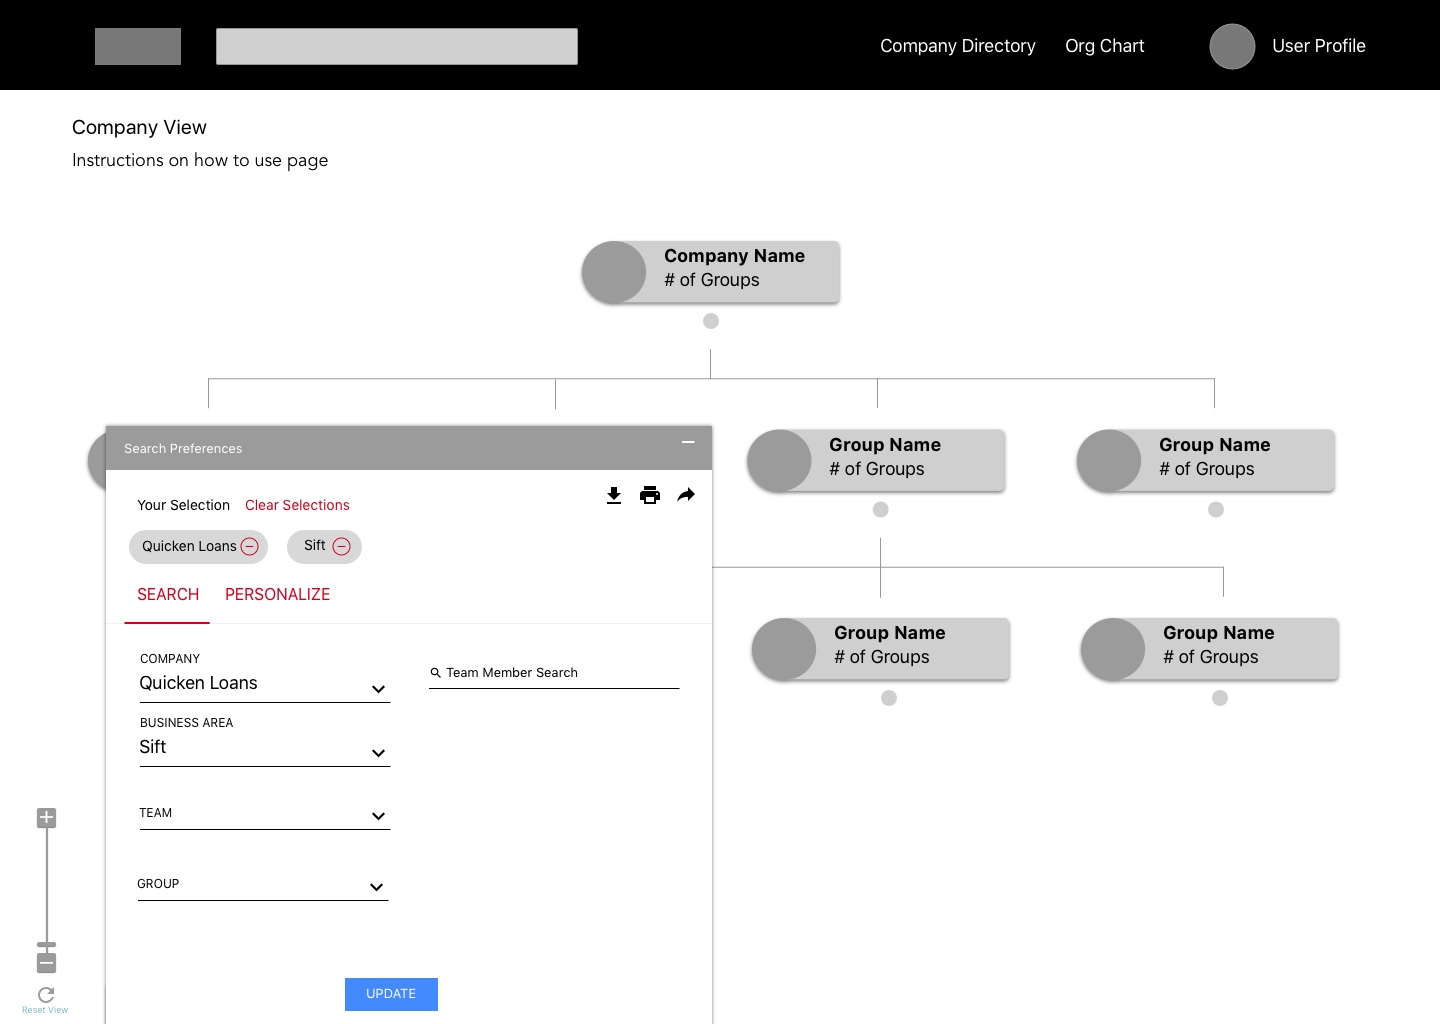 Company Directory
Org Chart
User Profile
Company View
Instructions on how to use page
Company Name
# of Groups
Group Name
# of Groups
Group Name
# of Groups
Group Name
# of Groups
Group Name
# of Groups
Search Preferences
Your Selection
Clear Selections
Quicken Loans
Sift
SEARCH
PERSONALIZE
COMPANY
Quicken Loans
Team Member Search
BUSINESS AREA
Sift
TEAM
GROUP
UPDATE
Reset View